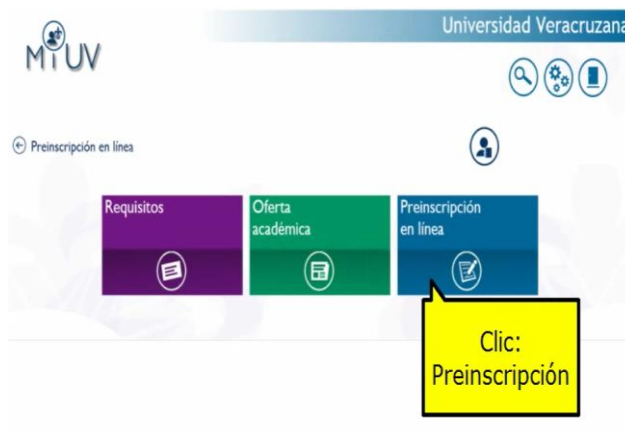 Universidad Veracruzana
MiUV
Preinscripción en línea
Requisitos
Oferta
académica
Preinscripción
en línea
Clic:
Preinscripción